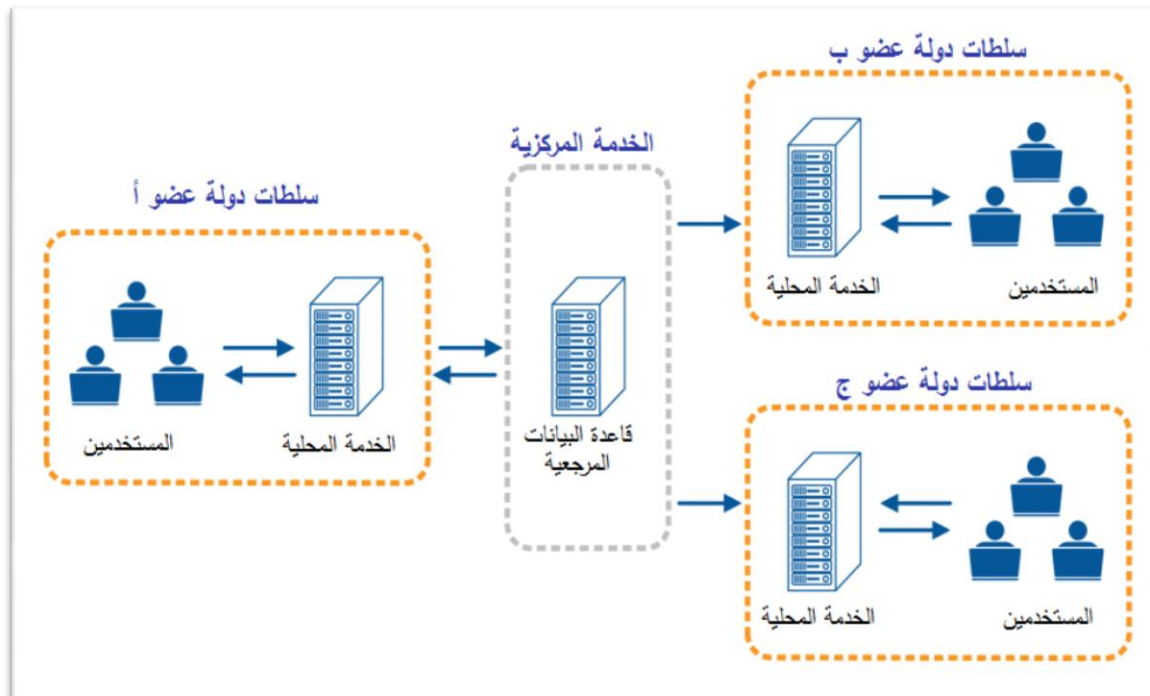 سلطات دولة عضو ب
الخدمة المركزية
سلطات دولة عضو أ
الخدمة المحلية
المستخدمين
سلطات دولة عضو ج
قاعدة البيانات
المرجعية
الخدمة المحلية
المستخدمين
الخدمة المحلية
المستخدمين